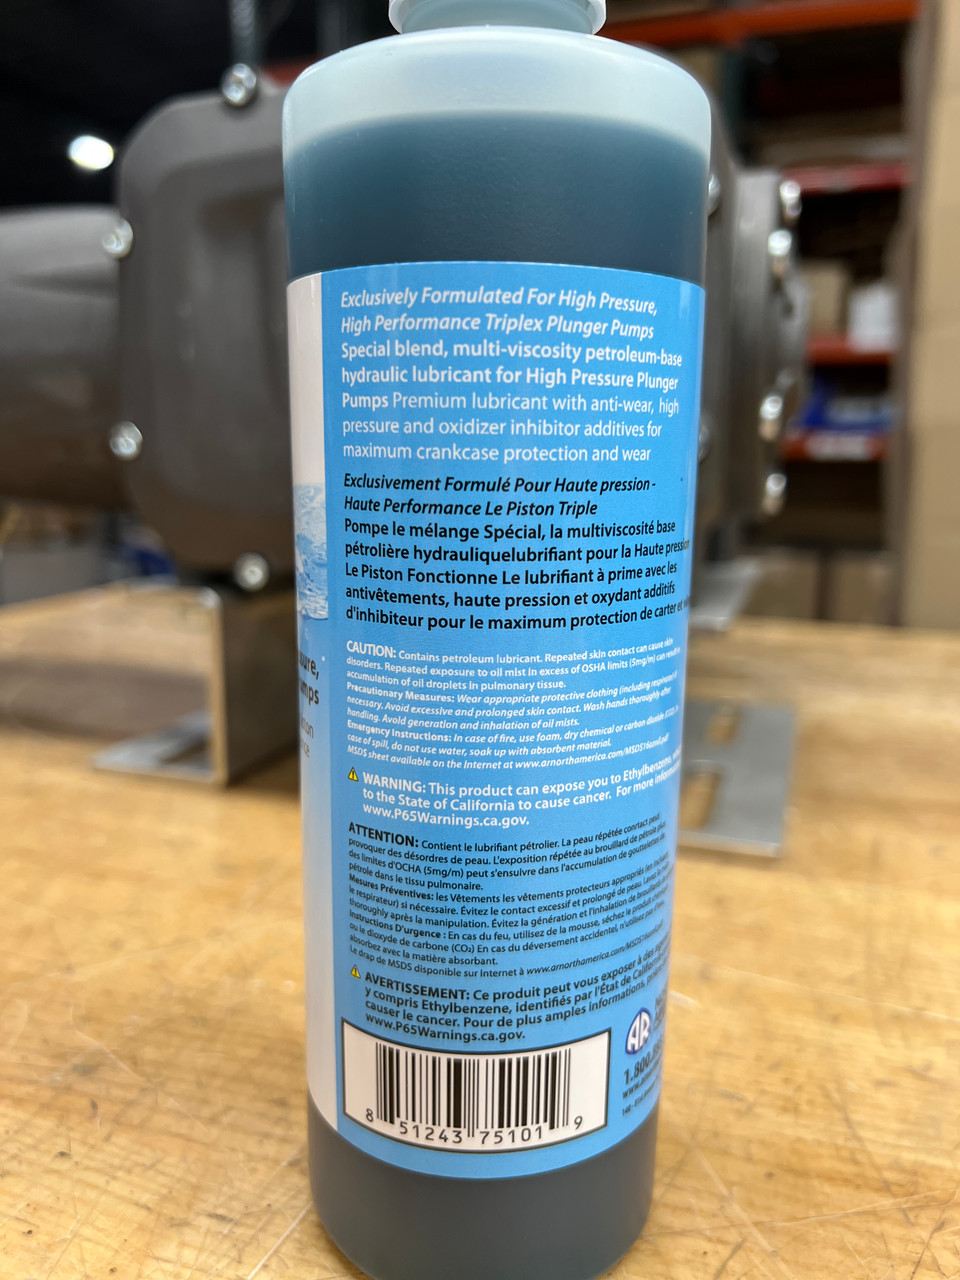 Exclusively Formulated For High Pressure,
High Performance Triplex Plunger Pumps
Special blend, multi-viscosity petroleum-base
hydraulic lubricant for High Pressure Plunger
Pumps Premium lubricant with anti-wear, high
pressure and oxidizer inhibitor additives for
maximum crankcase protection and wear
Exclusivement Formulé Pour Haute pression -
Haute Performance Le Piston Triple
Pompe le mélange Spécial, la multiviscosité base
pétrolière hydrauliquelubrifiant pour la Haute pression
Le Piston Fonctionne Le lubrifiant à prime avec les
antivêtements, haute pression et oxydant additifs
d'inhibiteur pour le maximum protection de carter et
CAUTION: Contains petroleum lubricant. Repeated skin contact can cause skin
disorders. Repeated exposure to oil mist in excess of OSHA limits (5mg/m) can result in
accumulation of oil droplets in pulmonary tissue.
Precautionary Measures: Wear appropriate protective clothing (including respirator) if
necessary. Avoid excessive and prolonged skin contact. Wash hands thoroughly after
handling. Avoid generation and inhalation of oil mists.
Emergency Instructions: In case of fire, use foam, dry chemical or carbon dioxide (CO₂). In
case of spill, do not use water, soak up with absorbent material.
MSDS sheet available on the Internet at www.arnorthamerica.com/
WARNING: This product can expose you to Ethylbenzene,
to the State of California to cause cancer. For more information
www.P65Warnings.ca.gov.
ATTENTION: Contient le lubrifiant pétrolier. La peau répétée conrtact peut
provoquer des désordres de peau. L'exposition répétée au brouillard de pétrole
des limites d'OCHA (5mg/m) peut s'ensuivre dans l'accumulation de gouttelettes de
pétrole dans le tissu pulmonaire.
Mesures Préventives: les Vêtements les vêtements protecteurs appropriés (en
le respirateur) si nécessaire. Évitez le contact excessif et prolongé de peau.
thoroughly après la manipulation. Évitez la génération et l'inhalation de
Instructions D'urgence : En cas du feu, utilisez de la mousse, séchez le produit
ou le dioxyde de carbone (CO₂) En cas du déversement accidentel, n'utilisez pas
absorbez avec la matière absorbant.
Le drap de MSDS disponible sur Internet à www.arnorthamerica.com/
AVERTISSEMENT: Ce produit peut vous exposer à des
y compris Ethylbenzene, identifiés par l'État de Californie
causer le cancer. Pour de plus amples informations,
www.P65Warnings.ca.gov.
AR
1.800.
8 51243 75101 9